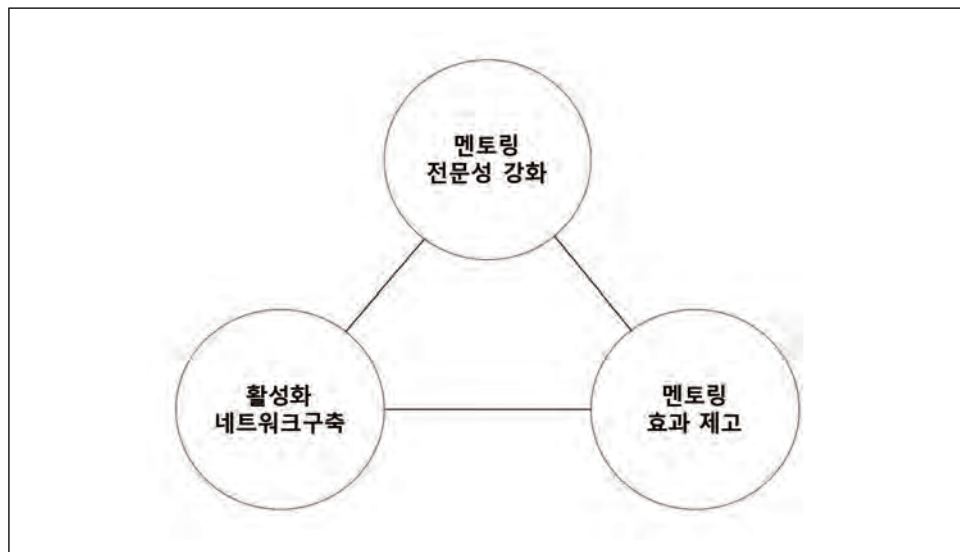 멘토링
전문성 강화
활성화
네트워크구축
멘토링
효과 제고